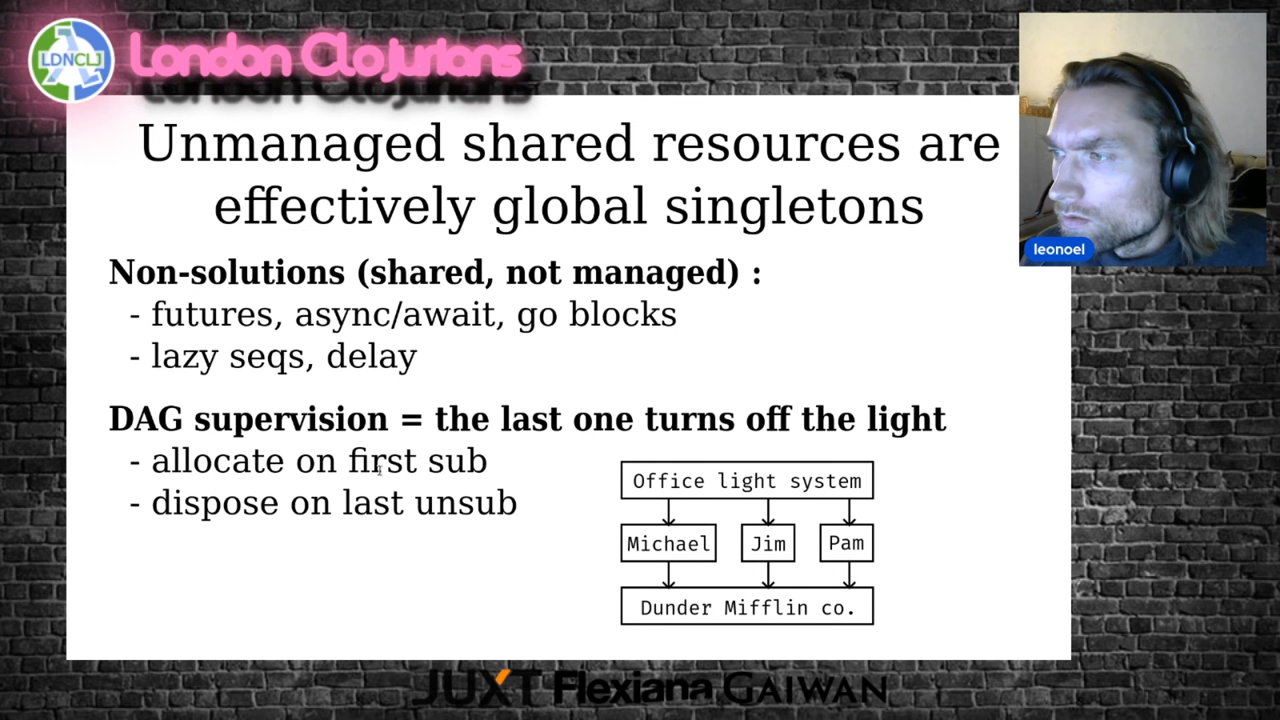 LDNCLJ
London Clojurians
Unmanaged shared resources are
effectively global singletons
leonoel
Non-solutions (shared, not managed) :
- futures, async/await, go blocks
- lazy seqs, delay
DAG supervision = the last one turns off the light
- allocate on first sub
- dispose on last unsub
Office light system
Michael
Jim
Pam
Dunder Mifflin co.
JUXT Flexiana GAIWAN